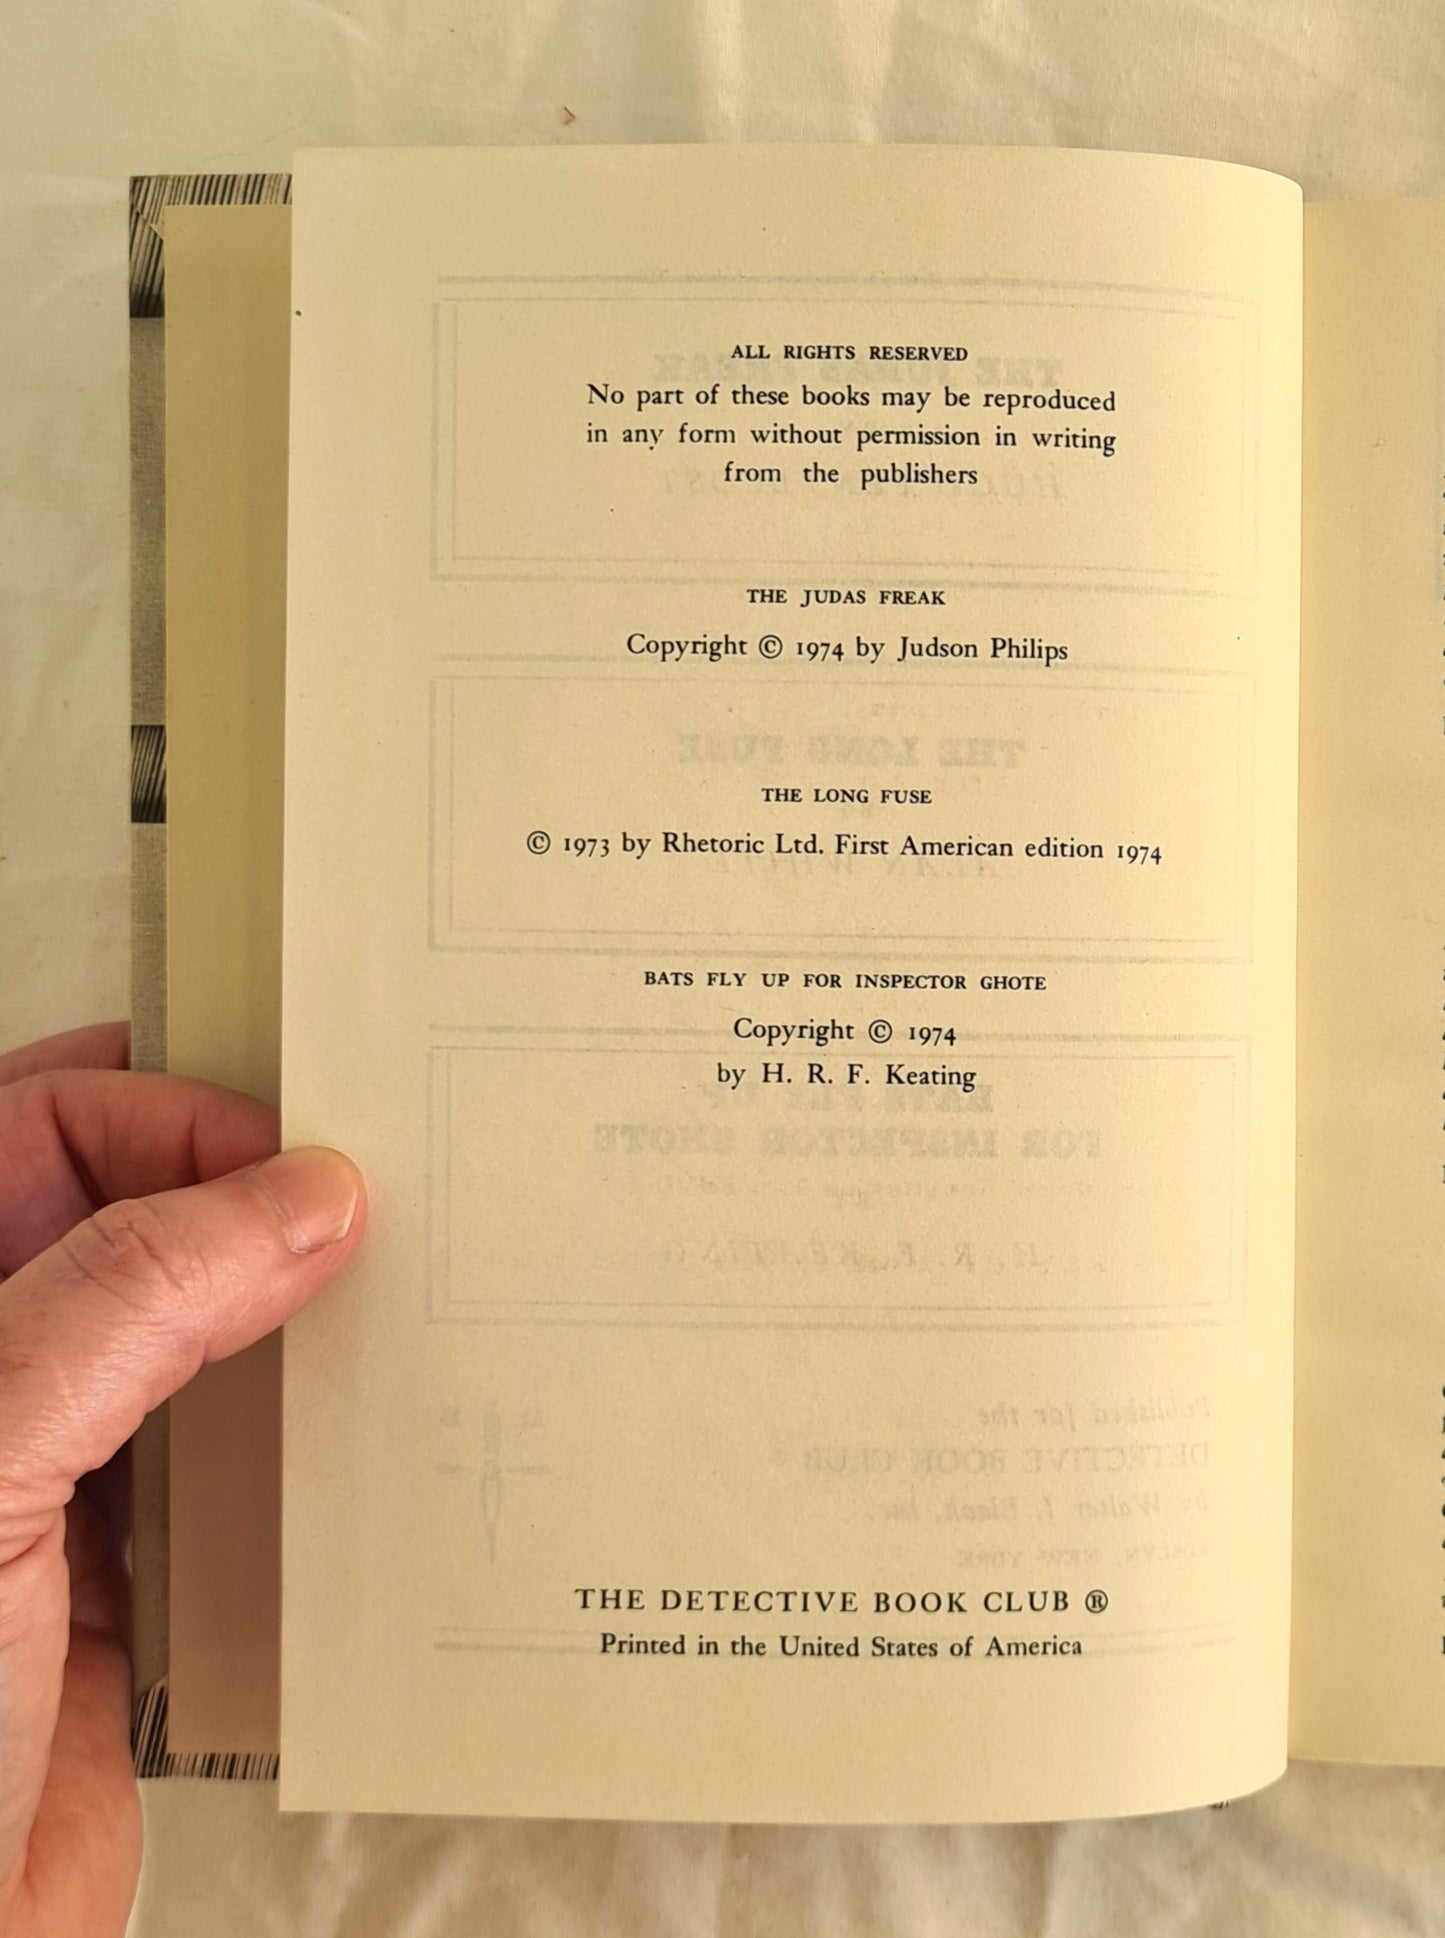 ALL RIGHTS RESERVED
No part of these books may be reproduced
in any form without permission in writing
from the publishers
THE JUDAS FREAK
Copyright © 1974 by Judson Philips
THE LONG FUSE
© 1973 by Rhetoric Ltd. First American edition 1974
BATS FLY UP FOR INSPECTOR GHOTE
Copyright © 1974
by H. R. F. Keating
THE DETECTIVE BOOK CLUB ®
Printed in the United States of America